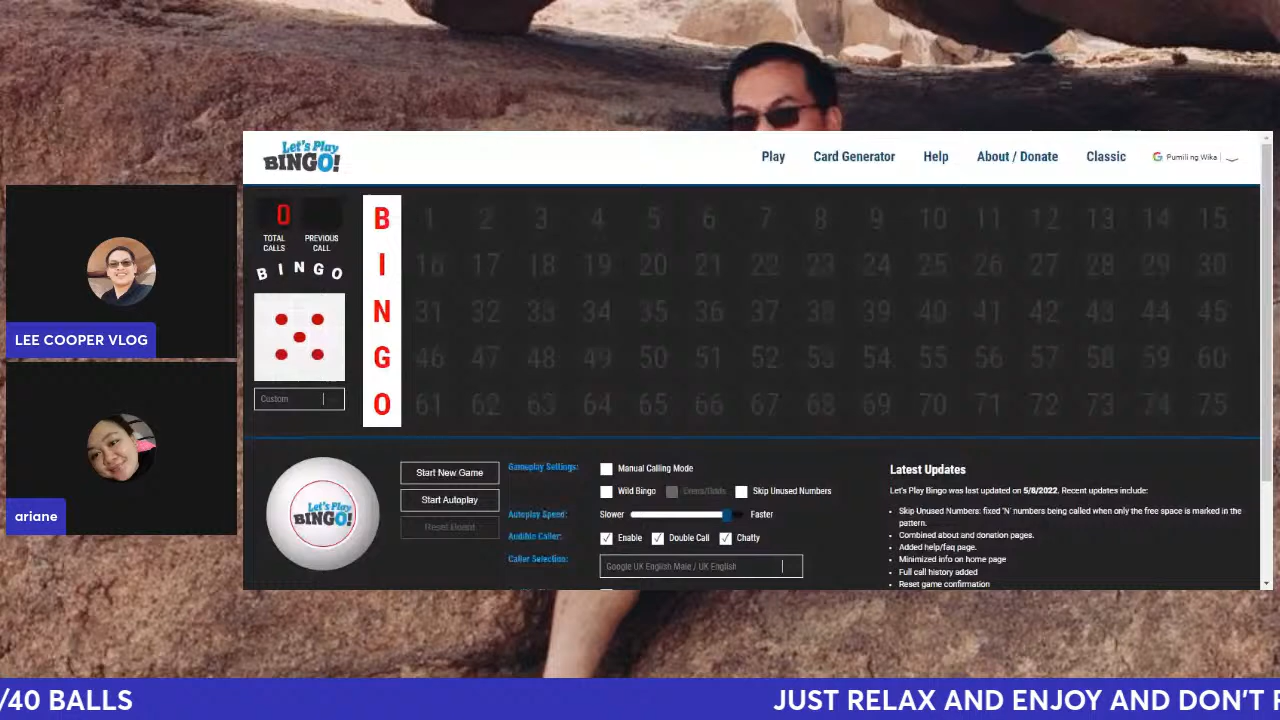 Let's Play
BINGO!
Play
Card Generator
Help
About / Donate
Classic
G Pumili ng Wika
0
TOTAL CALLS
PREVIOUS CALL
BINGO
Custom
B 1 2 3 4 5 6 7 8 9 10 11 12 13 14 15
I 16 17 18 19 20 21 22 23 24 25 26 27 28 29 30
N 31 32 33 34 35 36 37 38 39 40 41 42 43 44 45
G 46 47 48 49 50 51 52 53 54 55 56 57 58 59 60
O 61 62 63 64 65 66 67 68 69 70 71 72 73 74 75
LEE COOPER VLOG
ariane
Let's Play
BINGO!
Start New Game
Start Autoplay
Reset Board
Gameplay Settings:
Manual Calling Mode
Wild Bingo
Evens/Odds
Skip Unused Numbers
Autoplay Speed:
Slower
Faster
Audible Caller:
Enable
Double Call
Chatty
Caller Selection:
Google UK English Male / UK English
Latest Updates
Let's Play Bingo was last updated on 5/8/2022. Recent updates include:
Skip Unused Numbers: fixed 'N' numbers being called when only the free space is marked in the
pattern.
Combined about and donation pages.
Added help/faq page.
Minimized info on home page
Full call history added
Reset game confirmation
/40 BALLS
JUST RELAX AND ENJOY AND DON'T